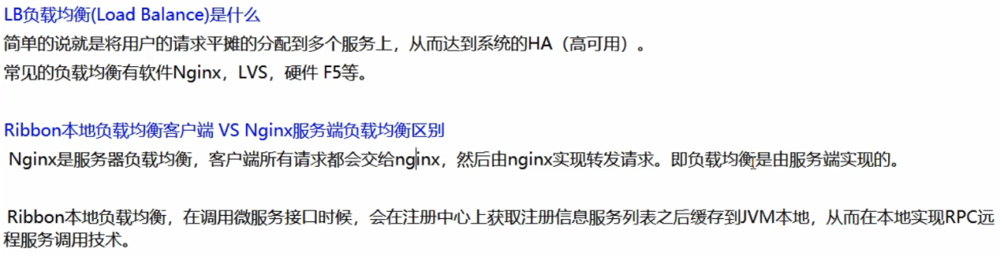 LB负载均衡(Load Balance)是什么
简单的说就是将用户的请求平摊的分配到多个服务上，从而达到系统的HA（高可用）。
常见的负载均衡有软件Nginx，LVS，硬件 F5等。
Ribbon本地负载均衡客户端 VS Nginx服务端负载均衡区别
Nginx是服务器负载均衡，客户端所有请求都会交给nginx，然后由nginx实现转发请求。即负载均衡是由服务端实现的。
Ribbon本地负载均衡，在调用微服务接口时候，会在注册中心上获取注册信息服务列表之后缓存到JVM本地，从而在本地实现RPC远
程服务调用技术。